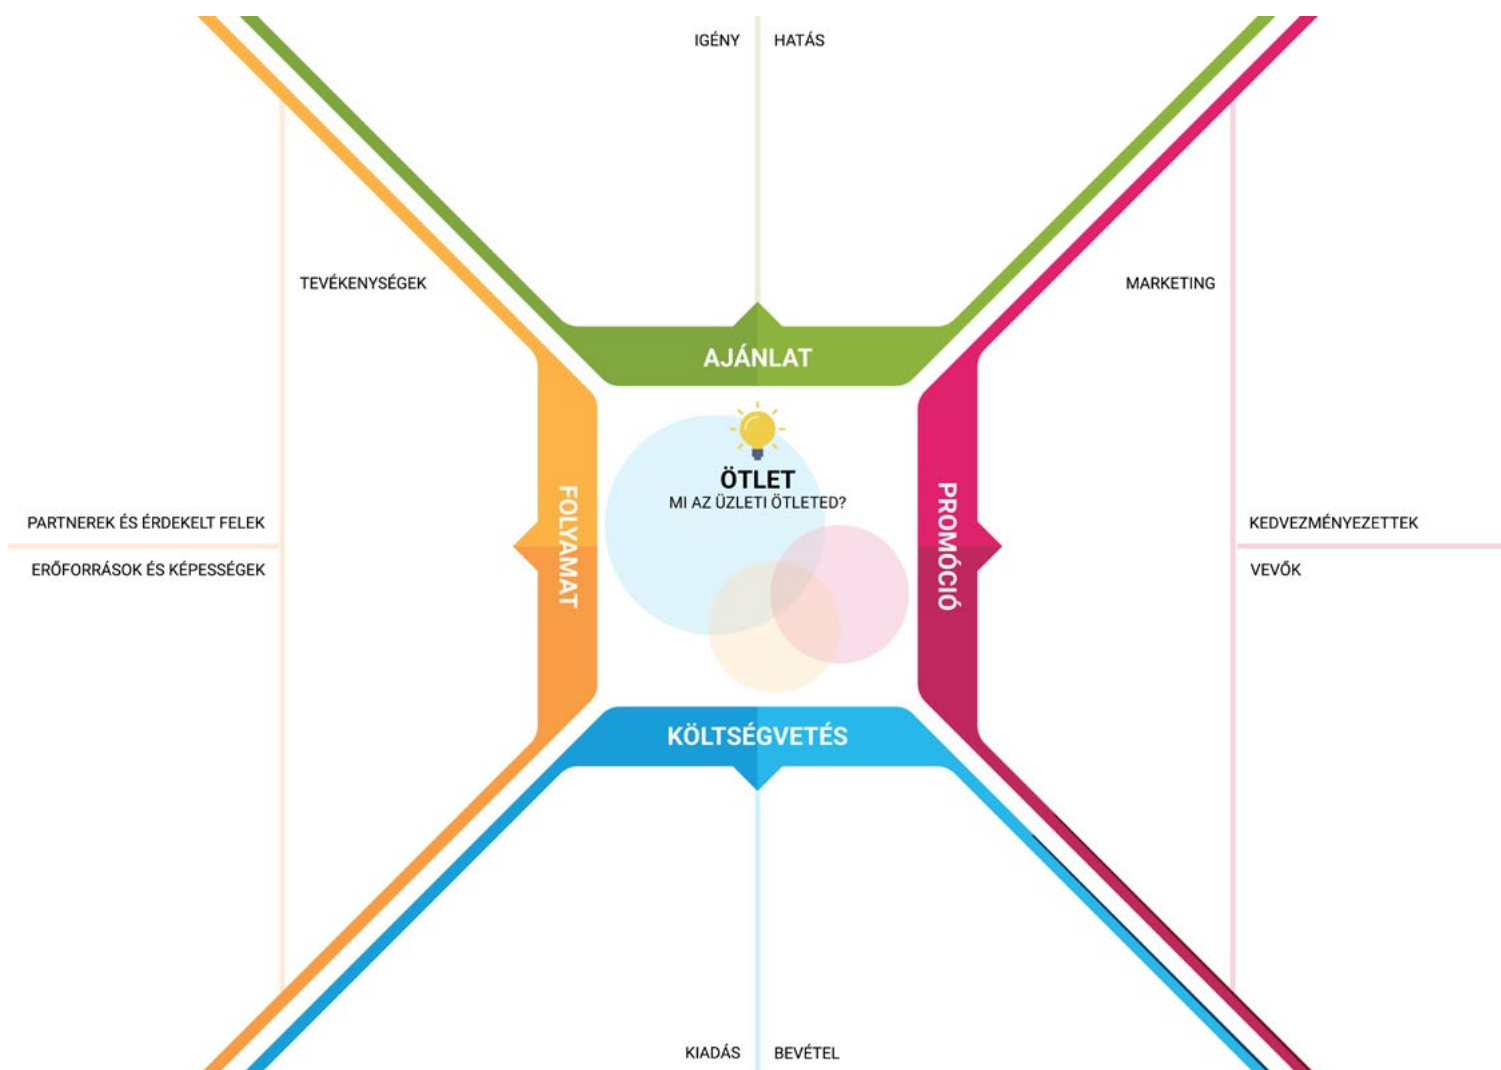 IGÉNY
HATÁS
TEVÉKENYSÉGEK
MARKETING
AJÁNLAT
ÖTLET
MI AZ ÜZLETI ÖTLETED?
FOLYAMAT
PROMÓCIÓ
PARTNEREK ÉS ÉRDEKELT FELEK
ERŐFORRÁSOK ÉS KÉPESSÉGEK
KEDVEZMÉNYEZETTEK
VEVŐK
KÖLTSÉGVETÉS
KIADÁS
BEVÉTEL